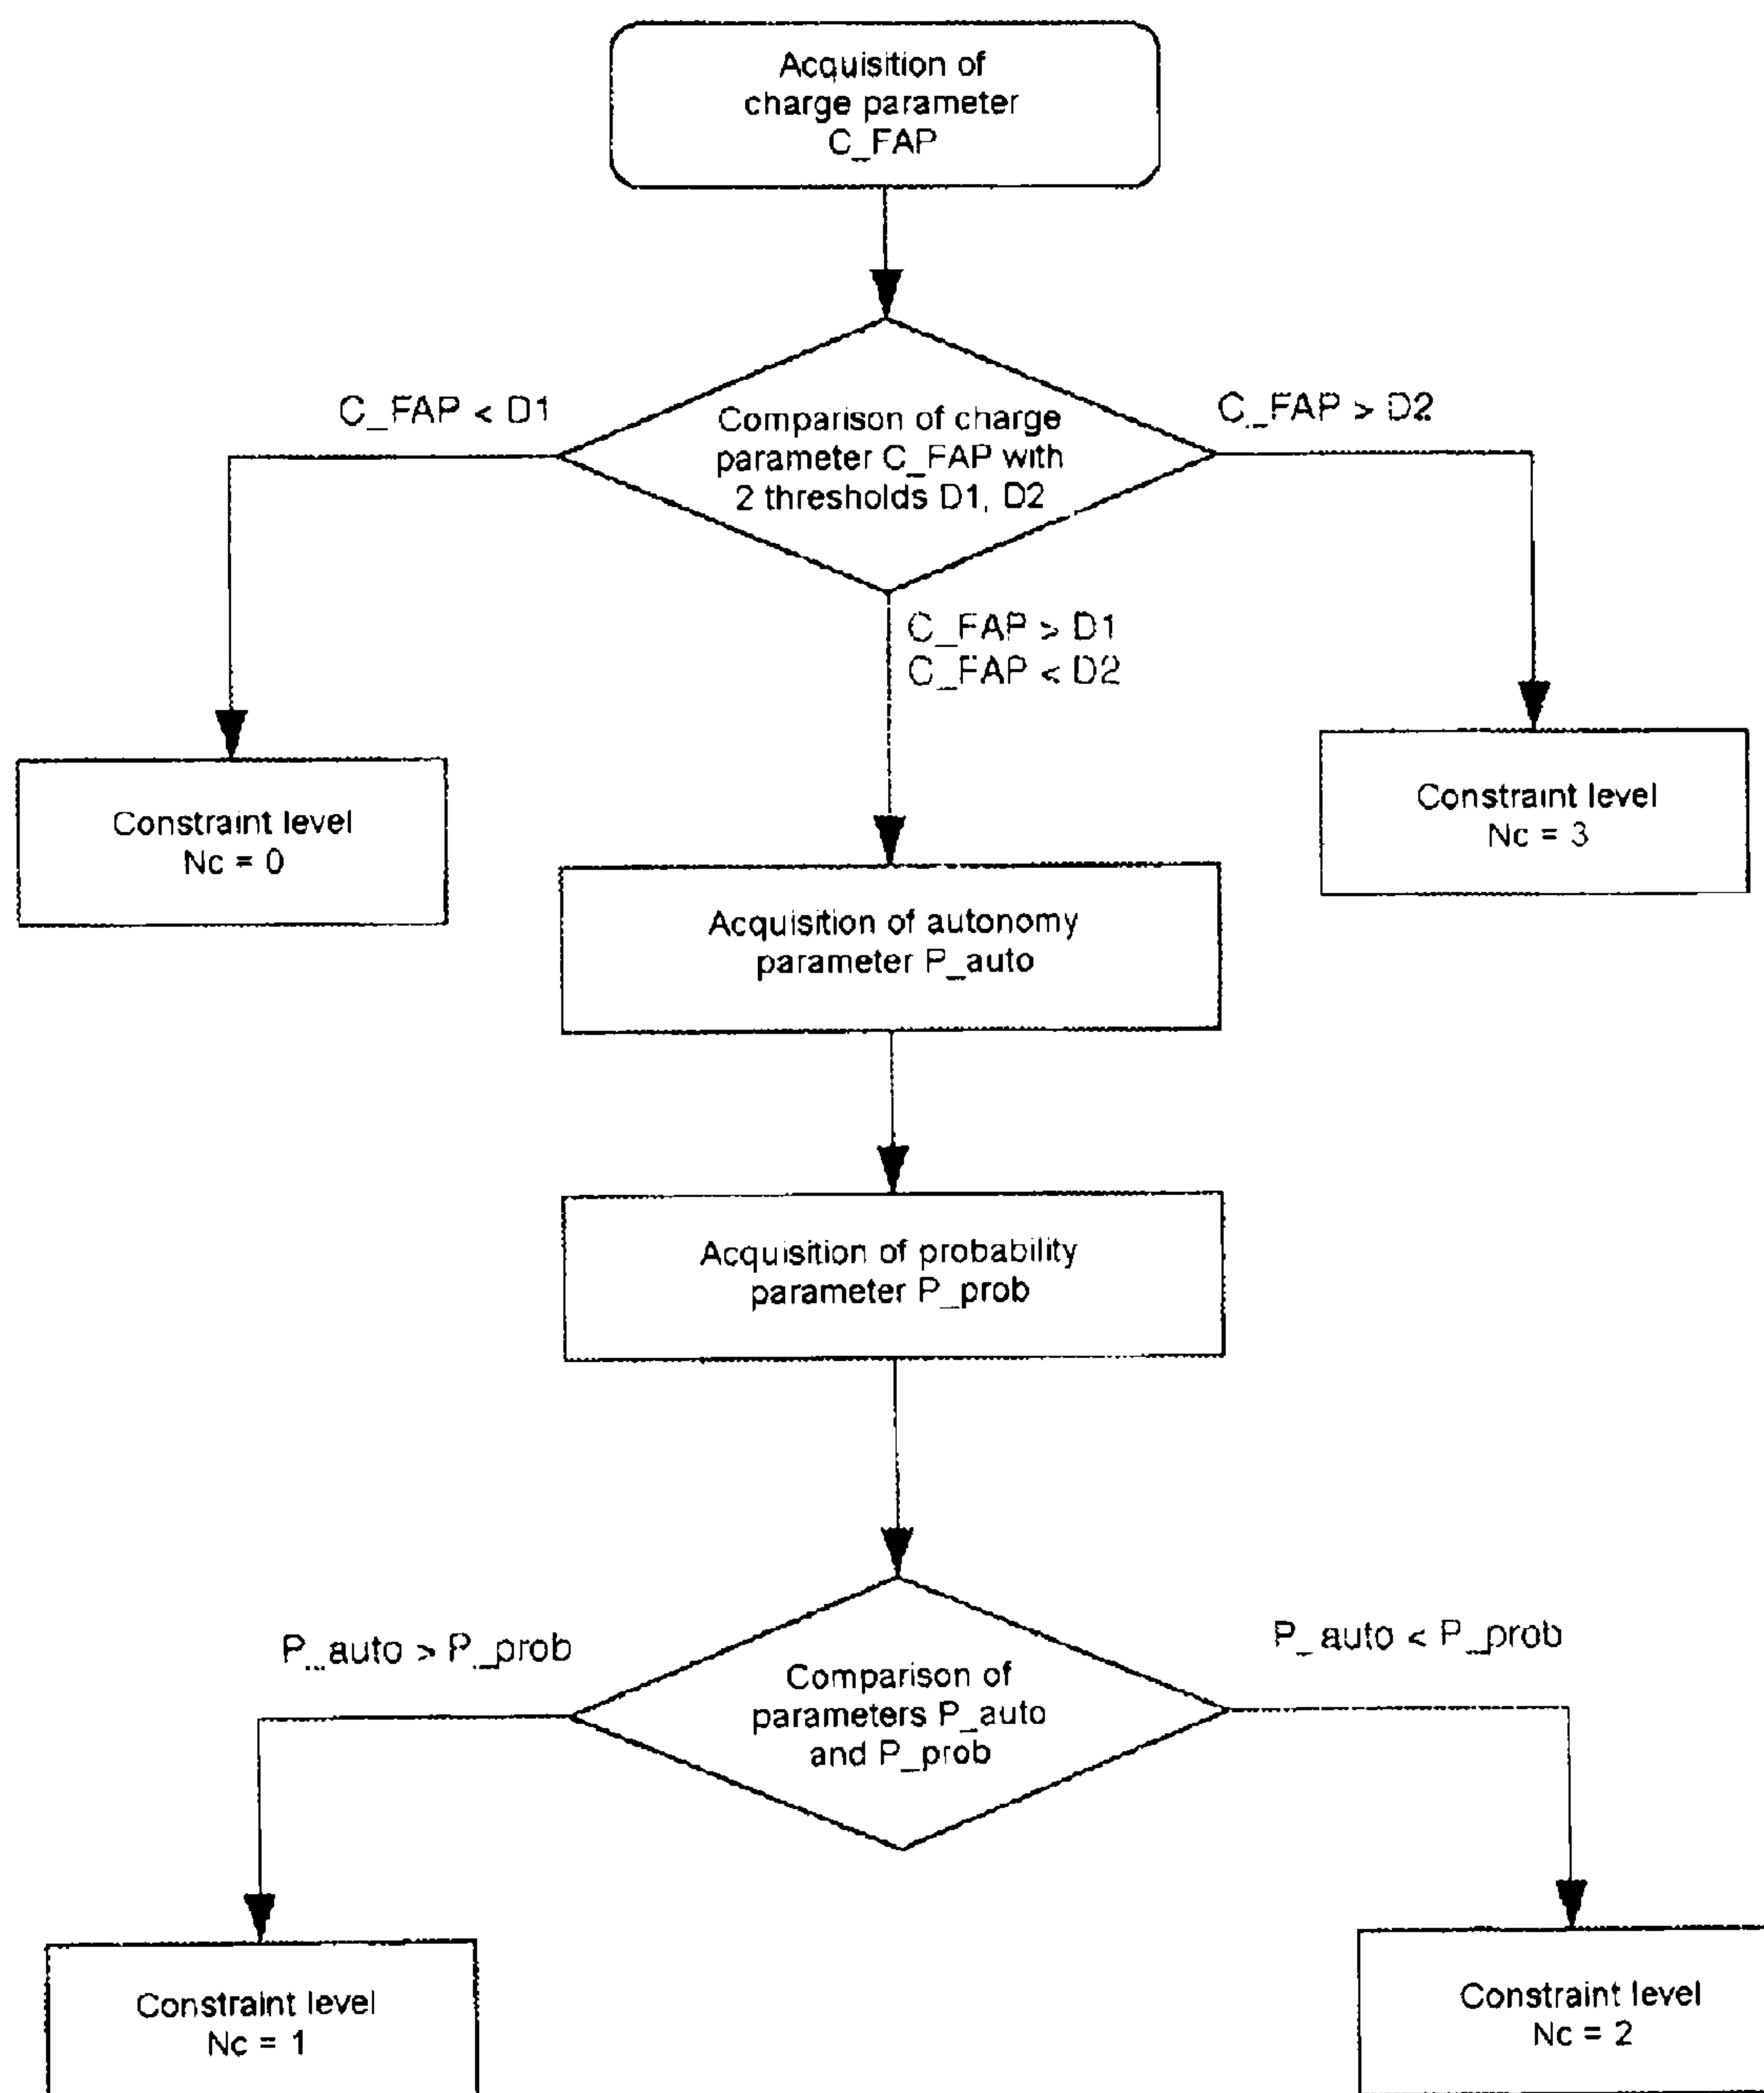 Acquisition of
charge parameter
C_FAP
C_FAP < D1
Comparison of charge
parameter C_FAP with
2 thresholds D1, D2
C_FAP > D2
C_FAP > D1
C_FAP < D2
Constraint level
Nc = 0
Constraint level
Nc = 3
Acquisition of autonomy
parameter P_auto
Acquisition of probability
parameter P_prob
P_auto > P_prob
Comparison of
parameters P_auto
and P_prob
P_auto < P_prob
Constraint level
Nc = 1
Constraint level
Nc = 2